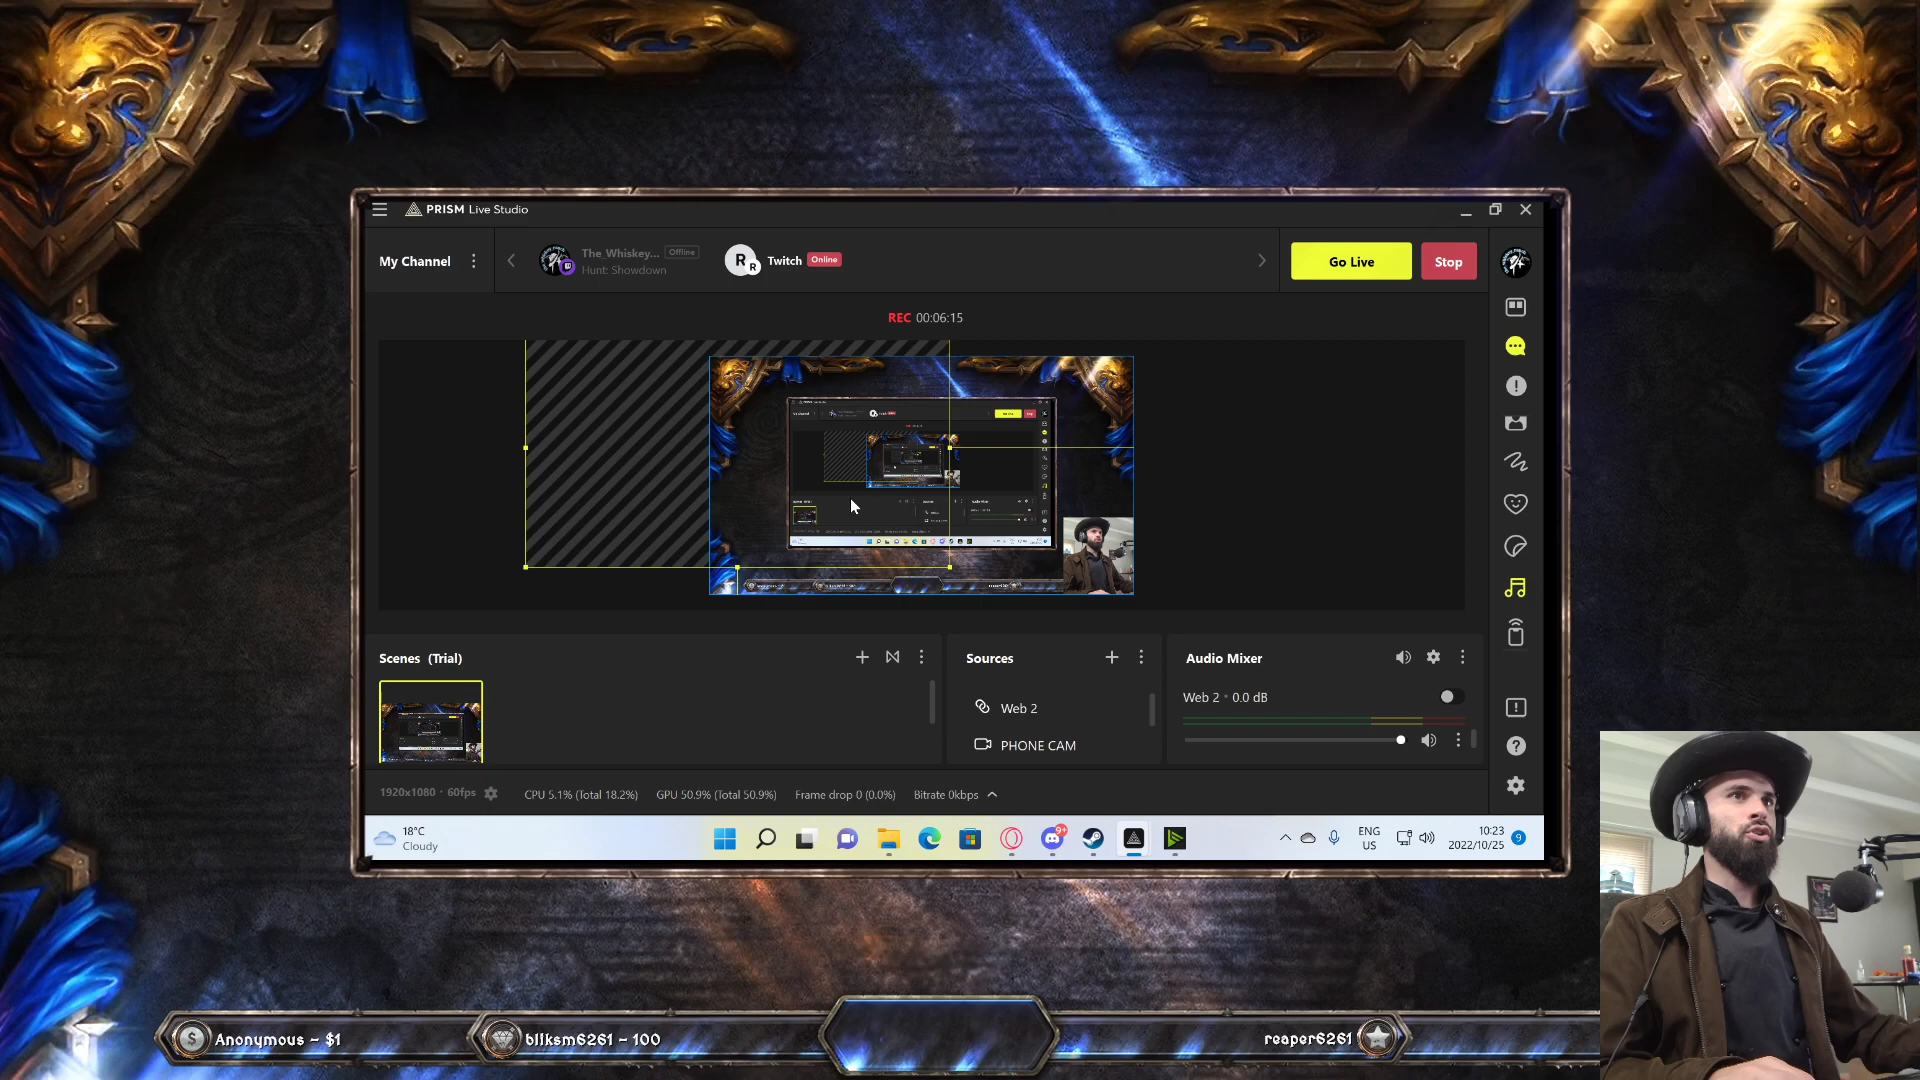 PRISM Live Studio
My Channel
The_Whiskey... Offline
Hunt: Showdown
R
R
Twitch Online
Go Live
Stop
REC 00:06:15
Scenes (Trial)
Sources
Web 2
PHONE CAM
Audio Mixer
Web 2 • 0.0 dB
1920x1080 • 60fps
CPU 5.1% (Total 18.2%)
GPU 50.9% (Total 50.9%)
Frame drop 0 (0.0%)
Bitrate 0kbps
18°C
Cloudy
9+
ENG
US
10:23
2022/10/25
9
Anonymous - $1
bliksm6261 - 100
reaper6261